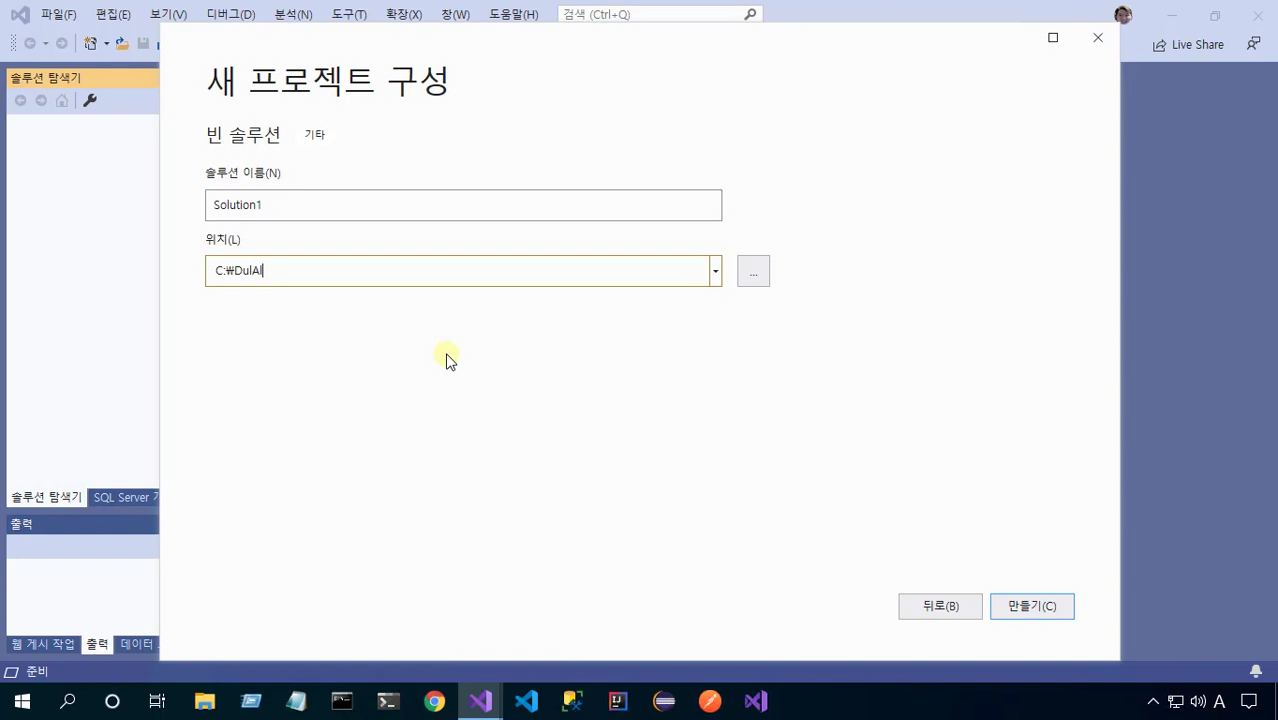 파일(F) 편집(E) 보기(V) 디버그(D) 분석(N) 도구(T) 확장(X) 창(W) 도움말(H) 검색 (Ctrl+Q)
Live Share
솔루션 탐색기
새 프로젝트 구성
빈 솔루션 기타
솔루션 이름(N)
Solution1
위치(L)
C:₩DulAl
...
솔루션 탐색기 SQL Server
출력
뒤로(B) 만들기(C)
웹 게시 작업 출력 데이터
준비
A